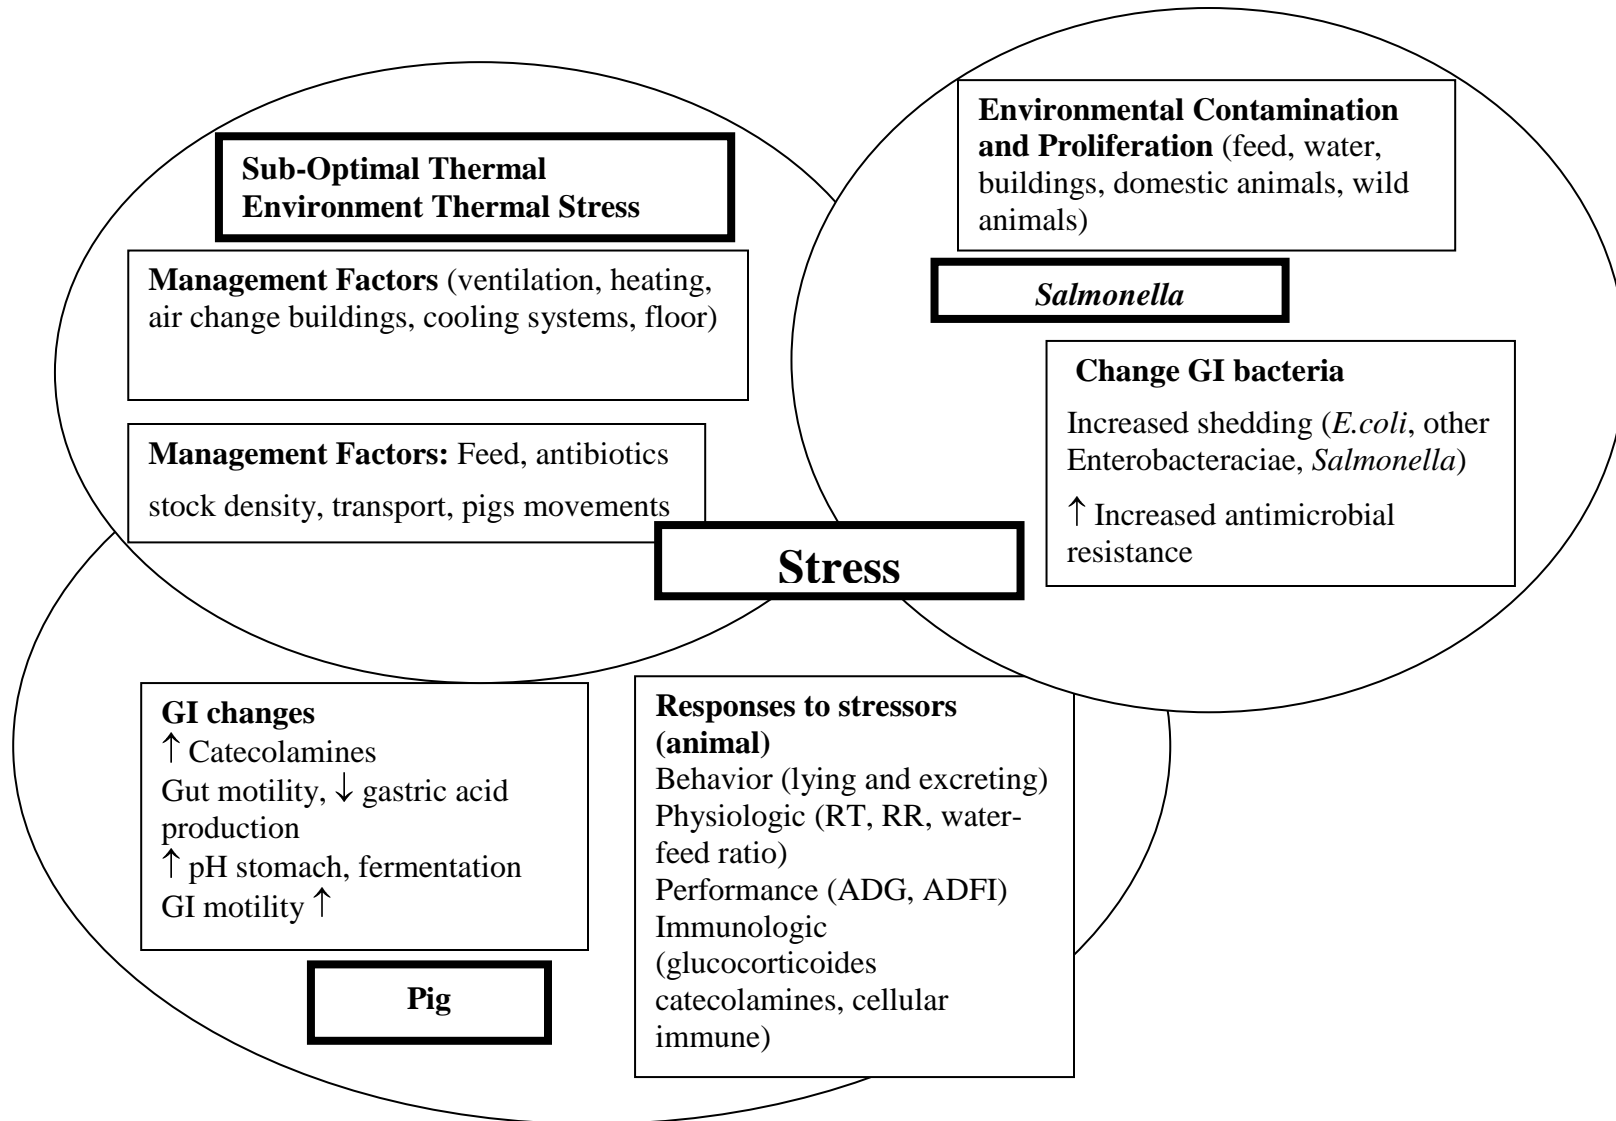 Sub-Optimal Thermal
Environment Thermal Stress
Management Factors (ventilation, heating,
air change buildings, cooling systems, floor)
Management Factors: Feed, antibiotics
stock density, transport, pigs movements
Environmental Contamination
and Proliferation (feed, water,
buildings, domestic animals, wild
animals)
Salmonella
Change GI bacteria
Increased shedding (E.coli, other
Enterobacteraciae, Salmonella)
↑ Increased antimicrobial
resistance
Stress
GI changes
↑ Catecolamines
Gut motility, ↓ gastric acid
production
↑ pH stomach, fermentation
GI motility ↑
Pig
Responses to stressors
(animal)
Behavior (lying and excreting)
Physiologic (RT, RR, water-
feed ratio)
Performance (ADG, ADFI)
Immunologic
(glucocorticoides
catecolamines, cellular
immune)